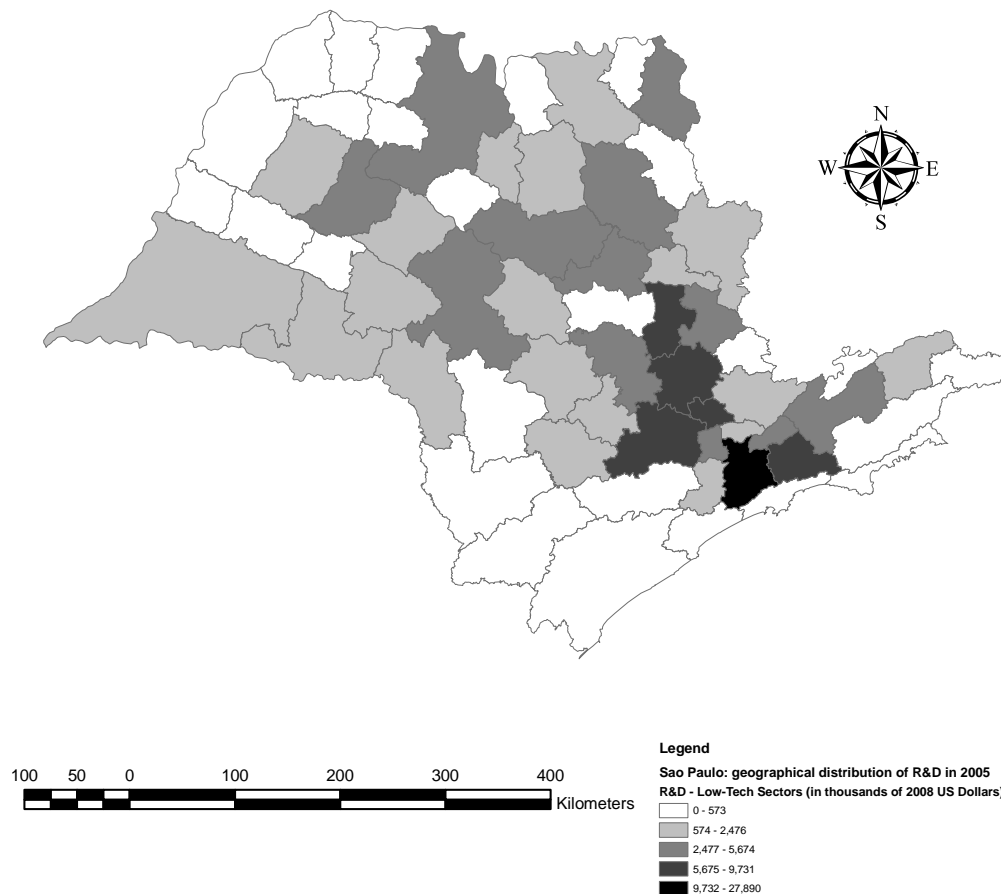 N
W E
S
100 50 0 100 200 300 400
Kilometers
Legend
Sao Paulo: geographical distribution of R&D in 2005
R&D - Low-Tech Sectors (in thousands of 2008 US Dollars)
0 - 573
574 - 2,476
2,477 - 5,674
5,675 - 9,731
9,732 - 27,890